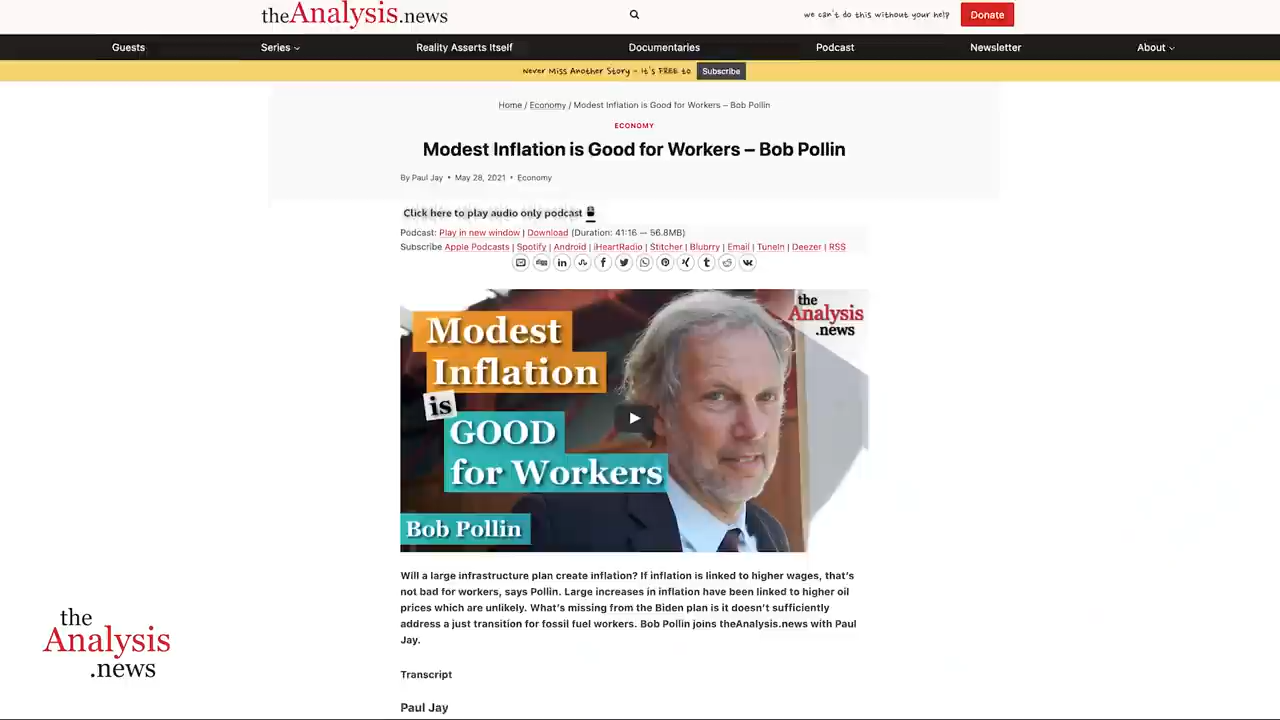 theAnalysis.news
we can't do this without your help
Donate
Guests
Series
Reality Asserts Itself
Documentaries
Podcast
Newsletter
About
Never Miss Another Story - It's FREE to Subscribe
Home / Economy / Modest Inflation is Good for Workers – Bob Pollin
ECONOMY
Modest Inflation is Good for Workers – Bob Pollin
By Paul Jay • May 28, 2021 • Economy
Click here to play audio only podcast
Podcast: Play in new window | Download (Duration: 41:16 — 56.8MB)
Subscribe Apple Podcasts | Spotify | Android | iHeartRadio | Stitcher | Blubrry | Email | TuneIn | Deezer | RSS
the
Analysis
.news
Modest
Inflation
is
GOOD
for Workers
Bob Pollin
Will a large infrastructure plan create inflation? If inflation is linked to higher wages, that's
not bad for workers, says Pollin. Large increases in inflation have been linked to higher oil
prices which are unlikely. What's missing from the Biden plan is it doesn't sufficiently
address a just transition for fossil fuel workers. Bob Pollin joins theAnalysis.news with Paul
Jay.
Transcript
Paul Jay
the
Analysis
.news